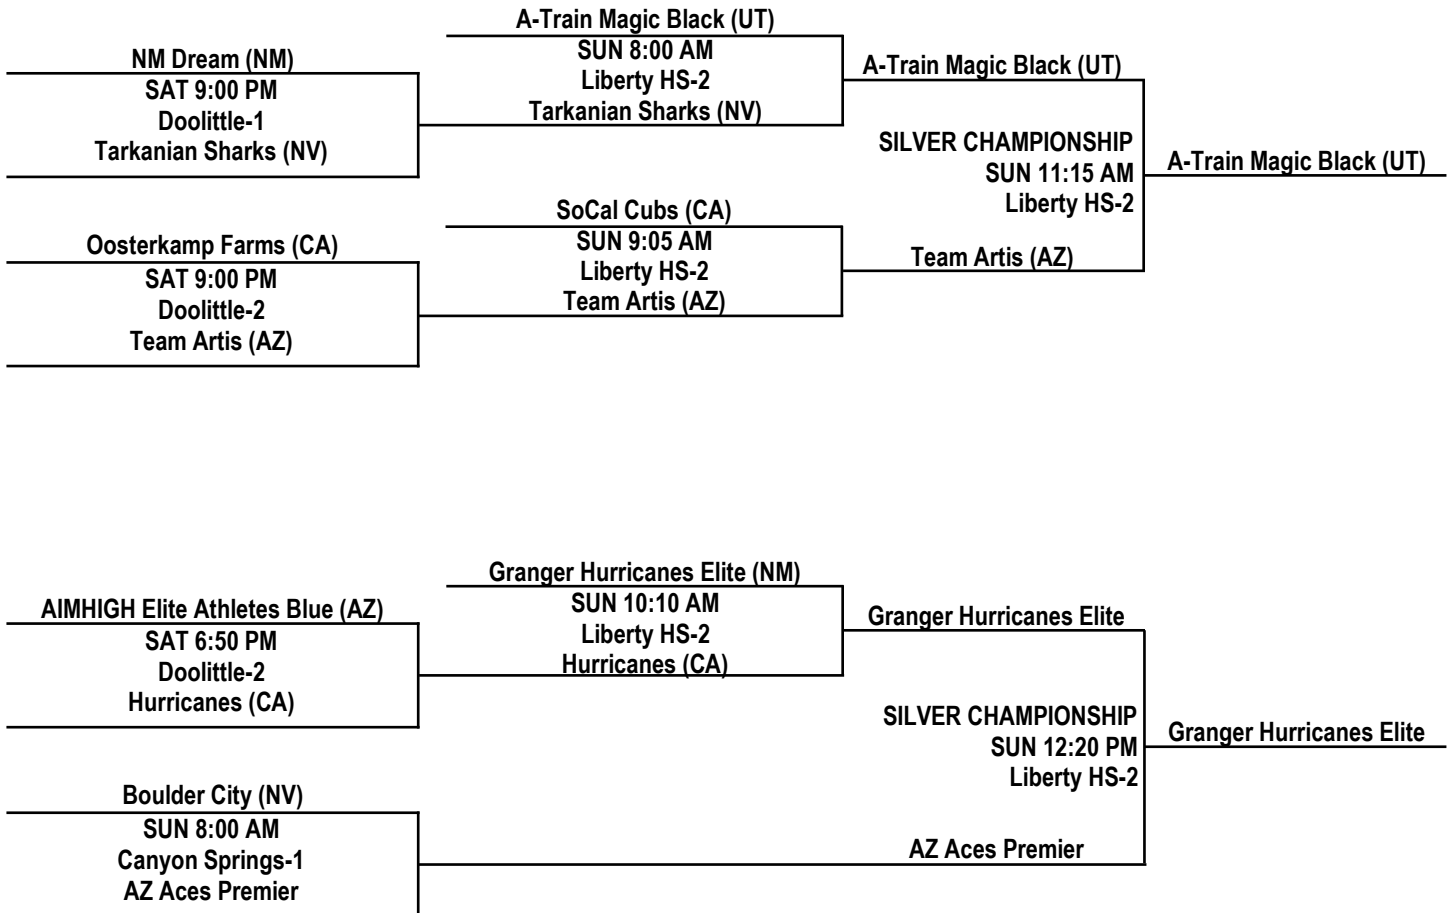 A-Train Magic Black (UT)
NM Dream (NM)
SUN 8:00 AM
Liberty HS-2
Tarkanian Sharks (NV)
SAT 9:00 PM
Doolittle-1
Tarkanian Sharks (NV)
A-Train Magic Black (UT)
SILVER CHAMPIONSHIP
SUN 11:15 AM
Liberty HS-2
A-Train Magic Black (UT)
SoCal Cubs (CA)
Oosterkamp Farms (CA)
SUN 9:05 AM
Liberty HS-2
Team Artis (AZ)
SAT 9:00 PM
Doolittle-2
Team Artis (AZ)
Team Artis (AZ)
Granger Hurricanes Elite (NM)
AIMHIGH Elite Athletes Blue (AZ)
SUN 10:10 AM
Liberty HS-2
Hurricanes (CA)
SAT 6:50 PM
Doolittle-2
Hurricanes (CA)
Granger Hurricanes Elite
SILVER CHAMPIONSHIP
SUN 12:20 PM
Liberty HS-2
Granger Hurricanes Elite
Boulder City (NV)
SUN 8:00 AM
Canyon Springs-1
AZ Aces Premier
AZ Aces Premier